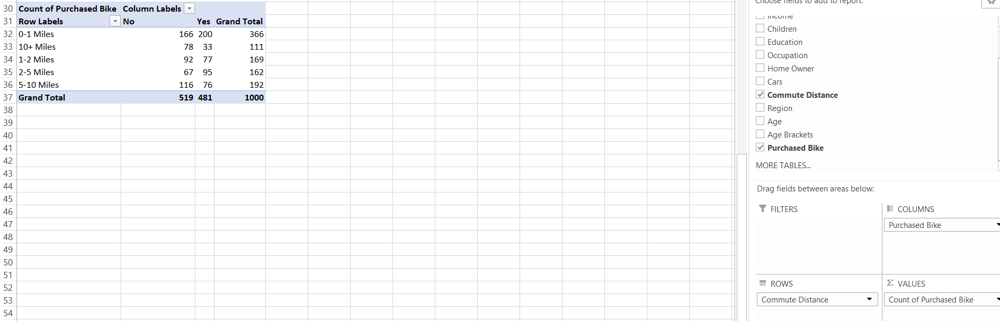 30 Count of Purchased Bike Column Labels
31 Row Labels No Yes Grand Total
32 0-1 Miles 166 200 366
33 10+ Miles 78 33 111
34 1-2 Miles 92 77 169
35 2-5 Miles 67 95 162
36 5-10 Miles 116 76 192
37 Grand Total 519 481 1000
38
39
40
41
42
43
44
45
46
47
48
49
50
51
52
53
54
Choose fields to add to report:
Income
Children
Education
Occupation
Home Owner
Cars
Commute Distance
Region
Age
Age Brackets
Purchased Bike
MORE TABLES...
Drag fields between areas below:
FILTERS
COLUMNS
Purchased Bike
ROWS
Commute Distance
Σ VALUES
Count of Purchased Bike